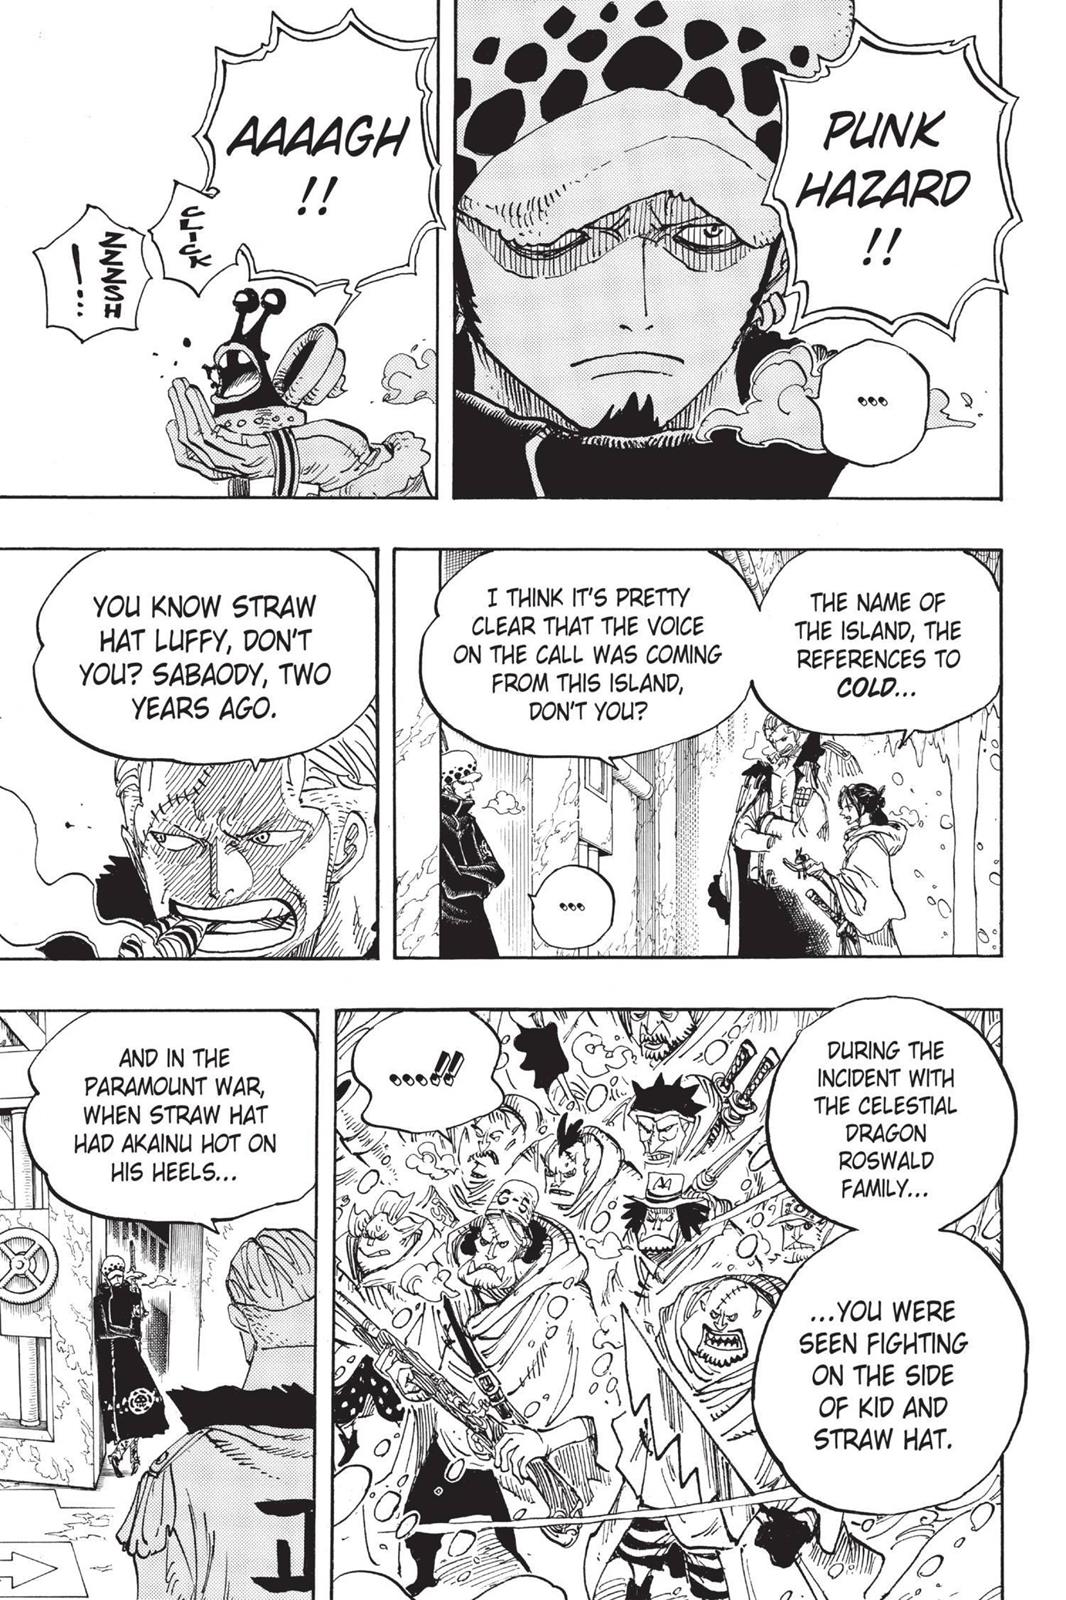 PUNK
HAZARD
!!
...
AAAAGH
!!
CLICK
NNNSH
!...
THE NAME OF
THE ISLAND, THE
REFERENCES TO
COLD...
I THINK IT'S PRETTY
CLEAR THAT THE VOICE
ON THE CALL WAS COMING
FROM THIS ISLAND,
DON'T YOU?
...
YOU KNOW STRAW
HAT LUFFY, DON'T
YOU? SABAODY, TWO
YEARS AGO.
DURING THE
INCIDENT WITH
THE CELESTIAL
DRAGON
ROSWALD
FAMILY...
...YOU WERE
SEEN FIGHTING
ON THE SIDE
OF KID AND
STRAW HAT.
....!!
G-5
AND IN THE
PARAMOUNT WAR,
WHEN STRAW HAT
HAD AKAINU HOT ON
HIS HEELS...